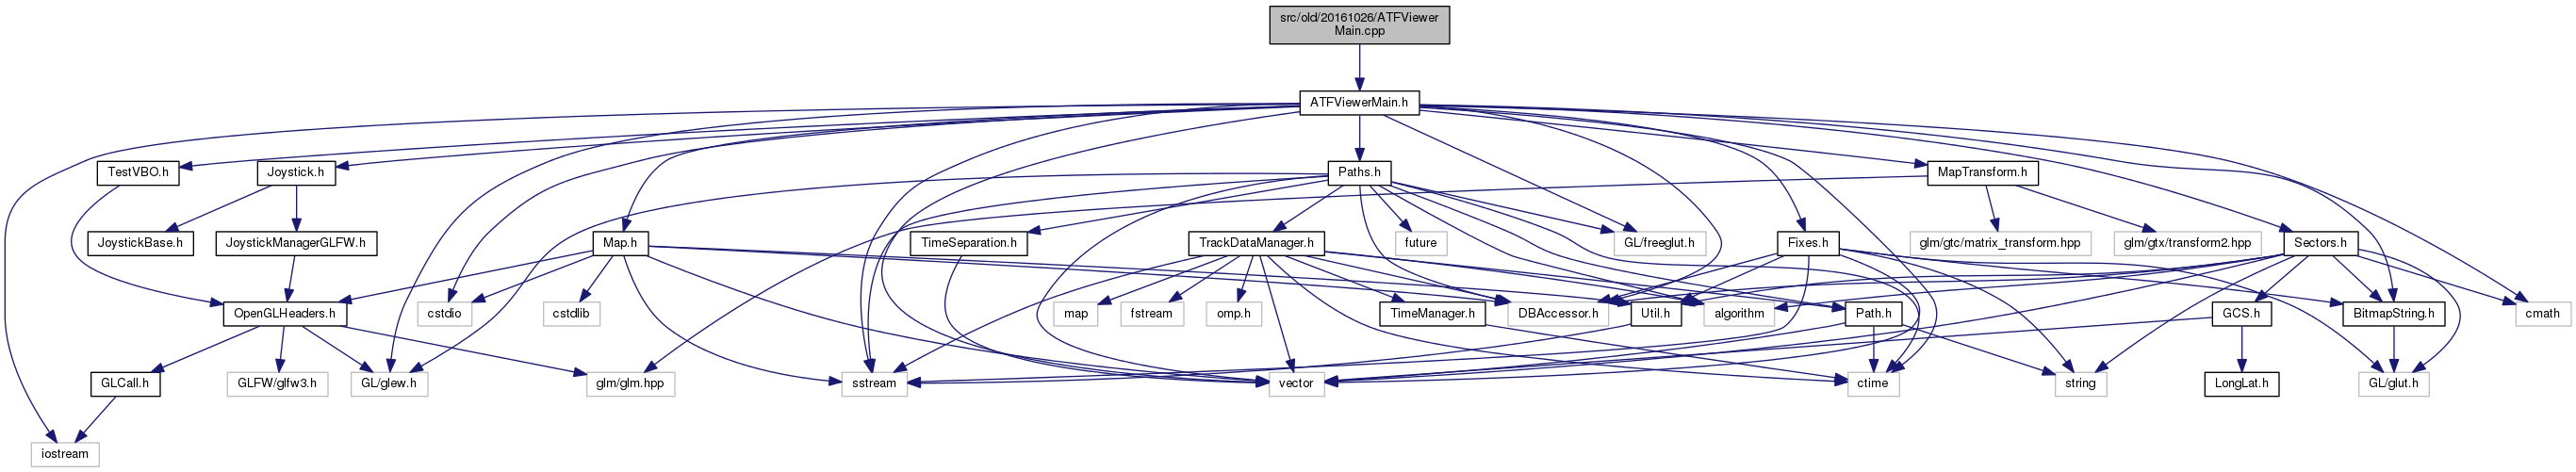 src/old/20161026/ATFViewer
Main.cpp
ATFViewerMain.h
TestVBO.h
Joystick.h
Paths.h
MapTransform.h
JoystickBase.h
JoystickManagerGLFW.h
Map.h
TimeSeparation.h
TrackDataManager.h
future
GL/freeglut.h
Fixes.h
glm/gtc/matrix_transform.hpp
glm/gtx/transform2.hpp
Sectors.h
OpenGLHeaders.h
cstdio
cstdlib
map
fstream
omp.h
TimeManager.h
DBAccessor.h
Util.h
algorithm
Path.h
GCS.h
BitmapString.h
cmath
GLCall.h
GLFW/glfw3.h
GL/glew.h
glm/glm.hpp
sstream
vector
ctime
string
LongLat.h
GL/glut.h
iostream